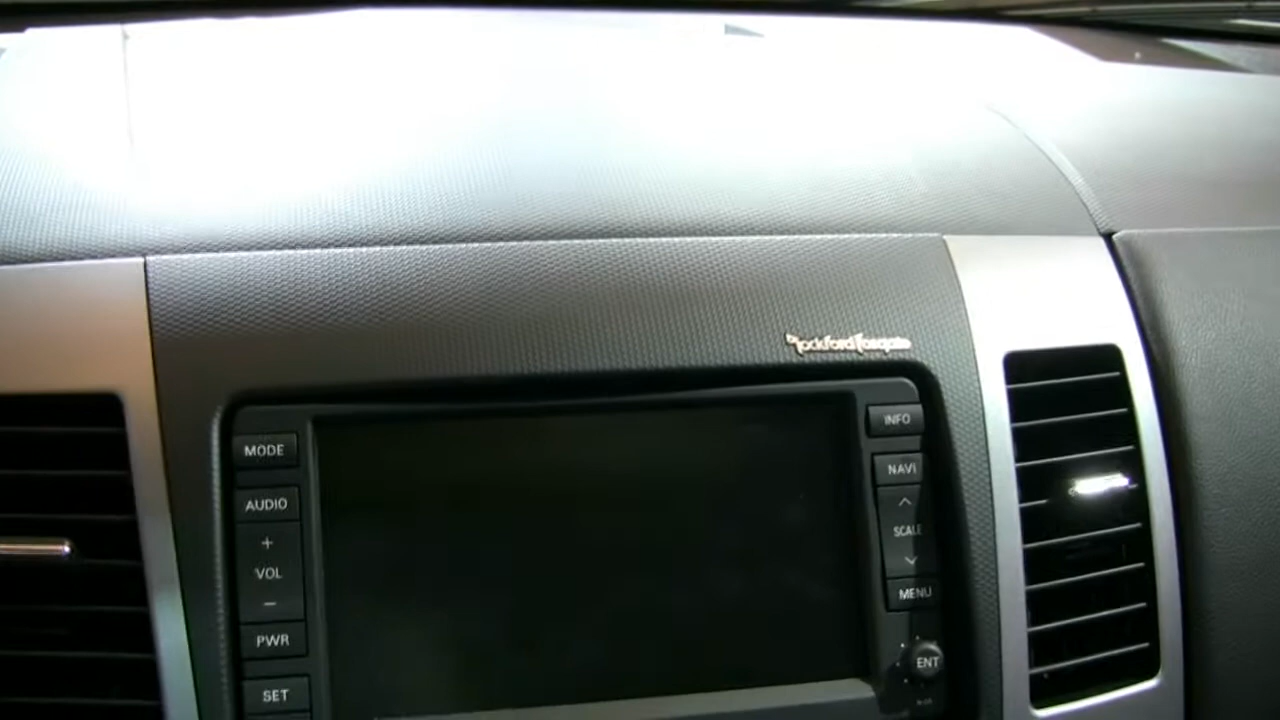 Rockford Fosgate
MODE
AUDIO
+
VOL
−
PWR
SET
INFO
NAVI
SCALE
MENU
ENT